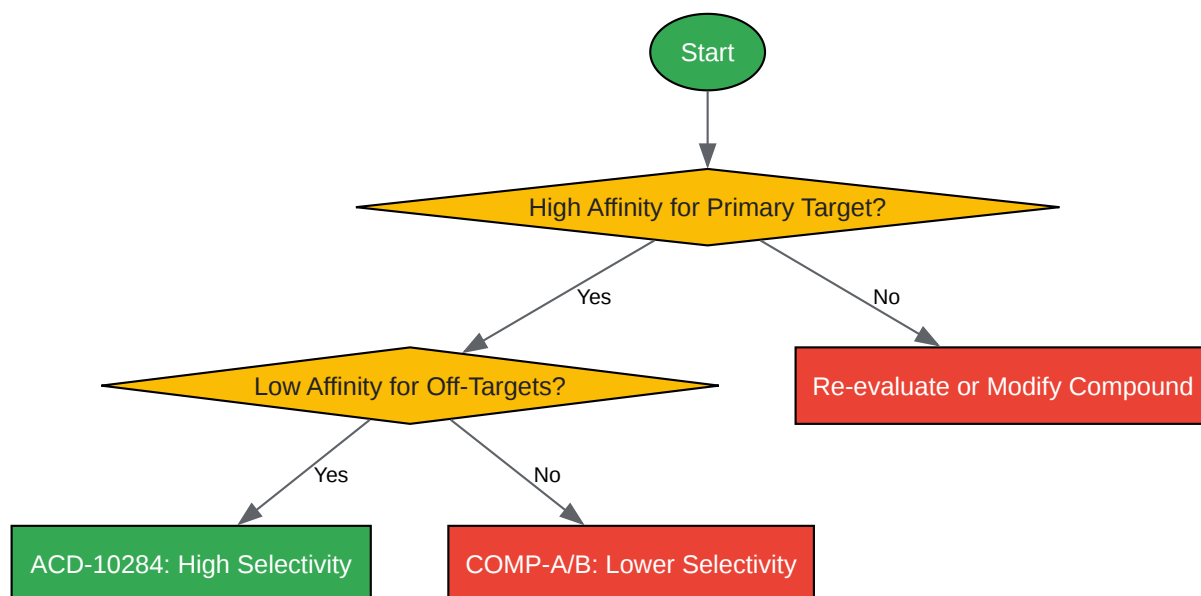 Start
High Affinity for Primary Target?
Yes
No
Low Affinity for Off-Targets?
Re-evaluate or Modify Compound
Yes
No
ACD-10284: High Selectivity
COMP-A/B: Lower Selectivity